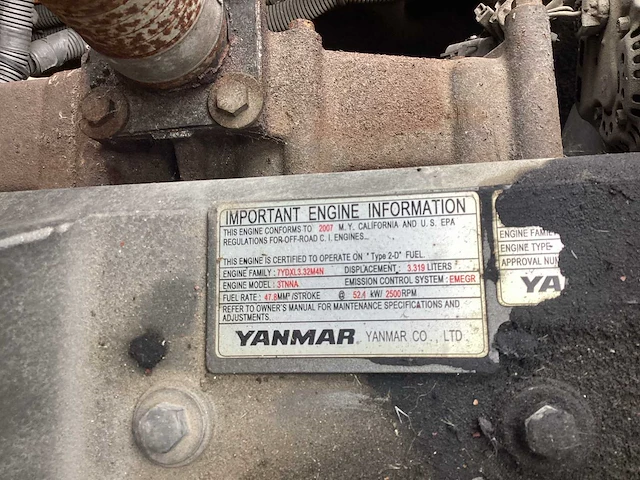 IMPORTANT ENGINE INFORMATION
THIS ENGINE CONFORMS TO 2007 M.Y. CALIFORNIA AND U.S. EPA
REGULATIONS FOR OFF-ROAD C.I. ENGINES.
THIS ENGINE IS CERTIFIED TO OPERATE ON "Type 2-D" FUEL.
ENGINE FAMILY : 7YDXL3.32M4N DISPLACEMENT : 3.319 LITERS
ENGINE MODEL : 3TNNA EMISSION CONTROL SYSTEM : EMEGR
FUEL RATE : 47.8MM³/STROKE @ 52.4 kW/ 2500RPM
REFER TO OWNER'S MANUAL FOR MAINTENANCE SPECIFICATIONS AND
ADJUSTMENTS.
YANMAR YANMAR CO., LTD.
ENGINE
ENGINE TYPE
APPROVAL